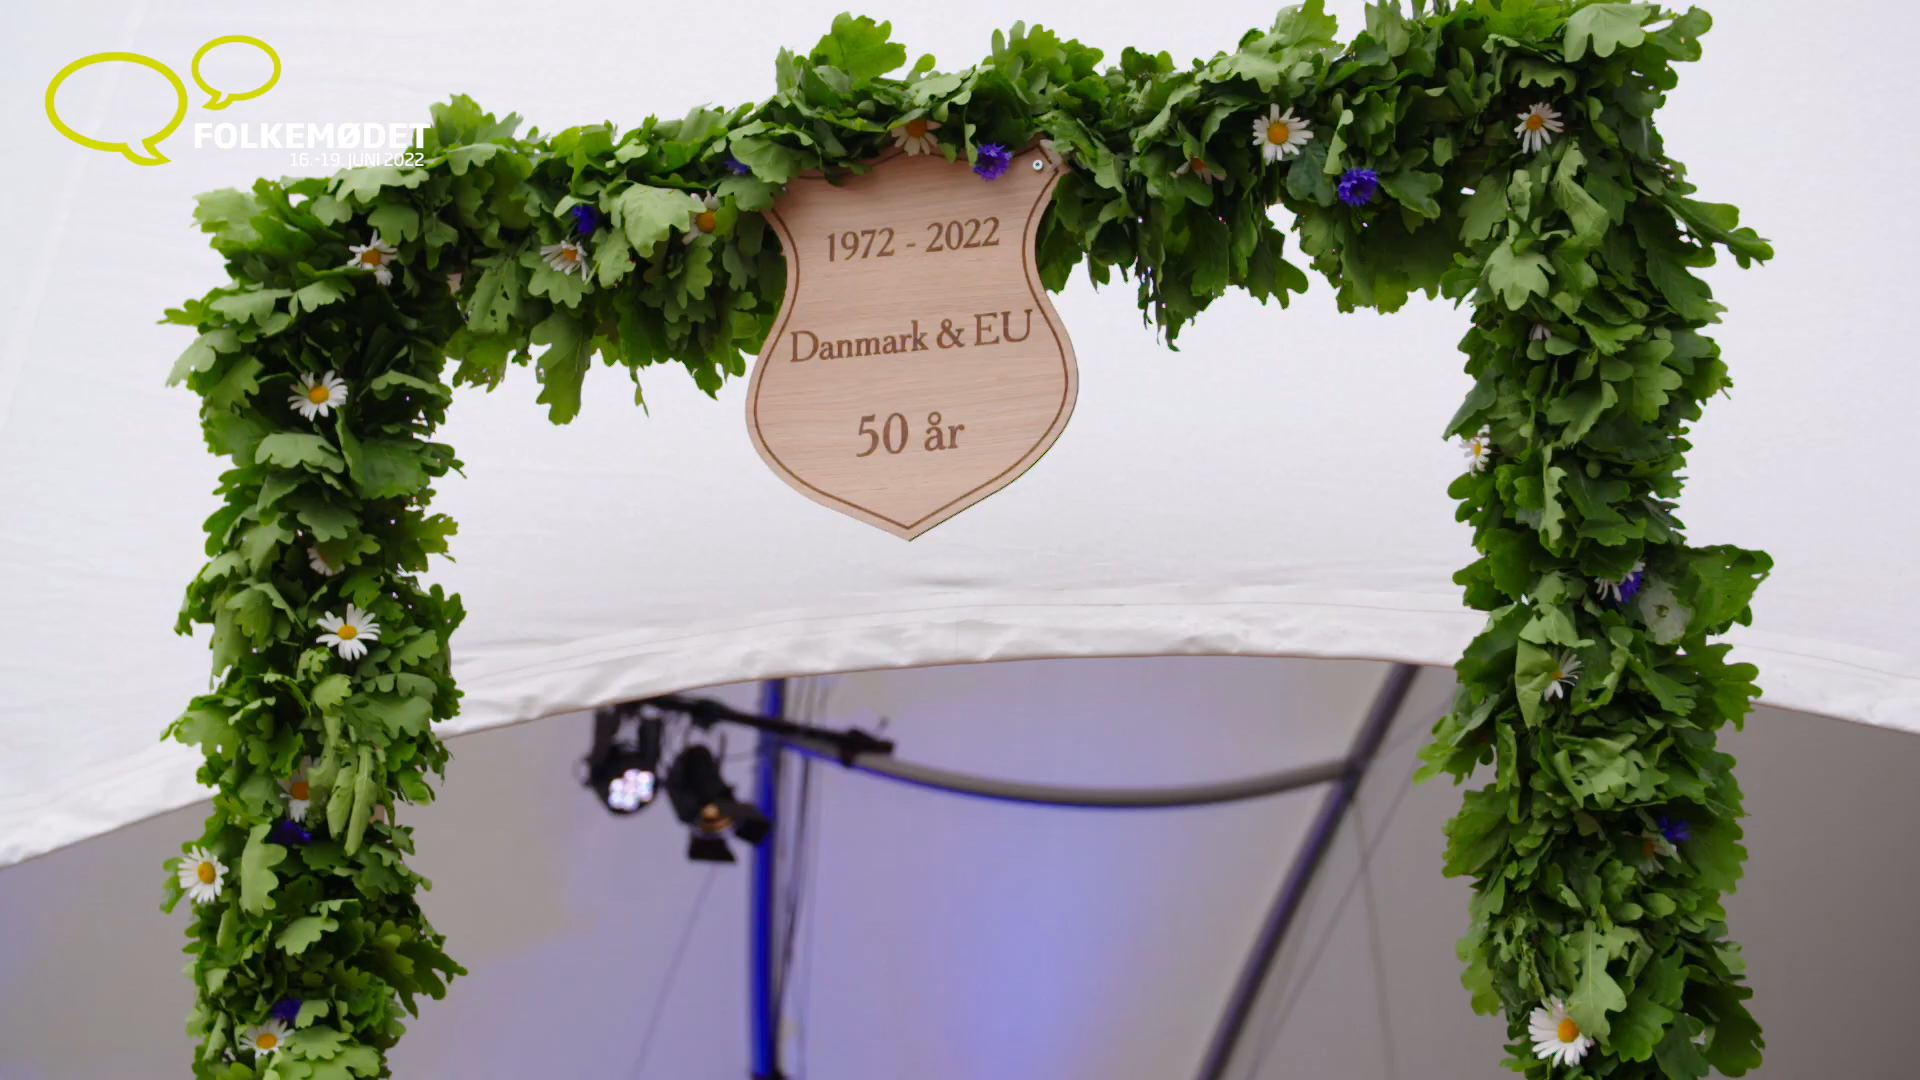 FOLKEMØDET
16.-19. JUNI 2022
1972 - 2022
Danmark & EU
50 år